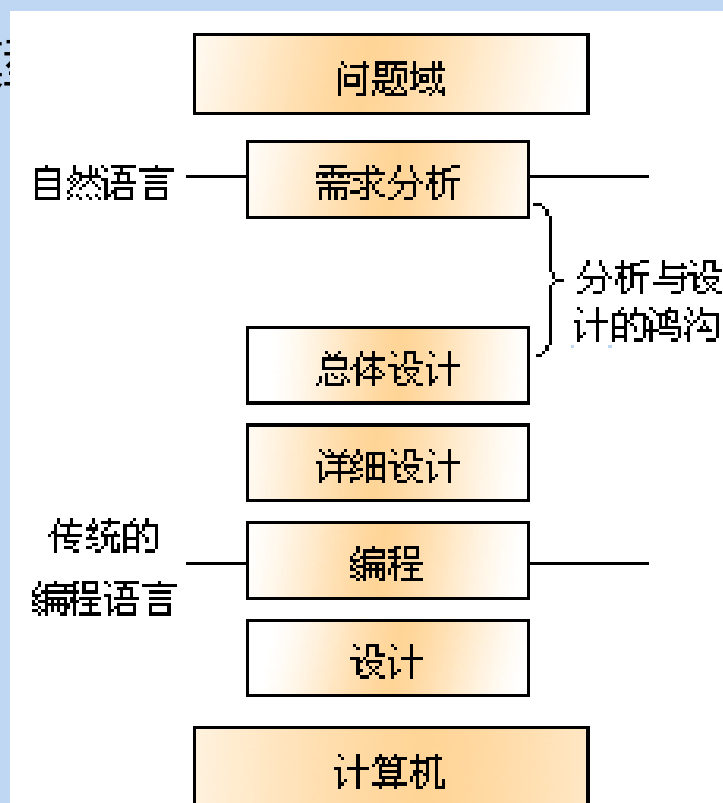 问题域
自然语言
需求分析
分析与设
计的鸿沟
总体设计
详细设计
传统的
编程语言
编程
设计
计算机